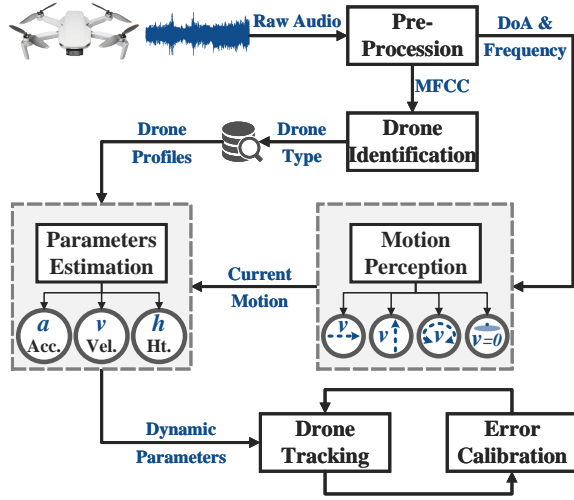 Raw Audio
Pre-
Procession
DoA &
Frequency
MFCC
Drone
Identification
Drone
Type
Drone
Profiles
Parameters
Estimation
a
Acc.
v
Vel.
h
Ht.
Current
Motion
Motion
Perception
v
v
v
v=0
Dynamic
Parameters
Drone
Tracking
Error
Calibration